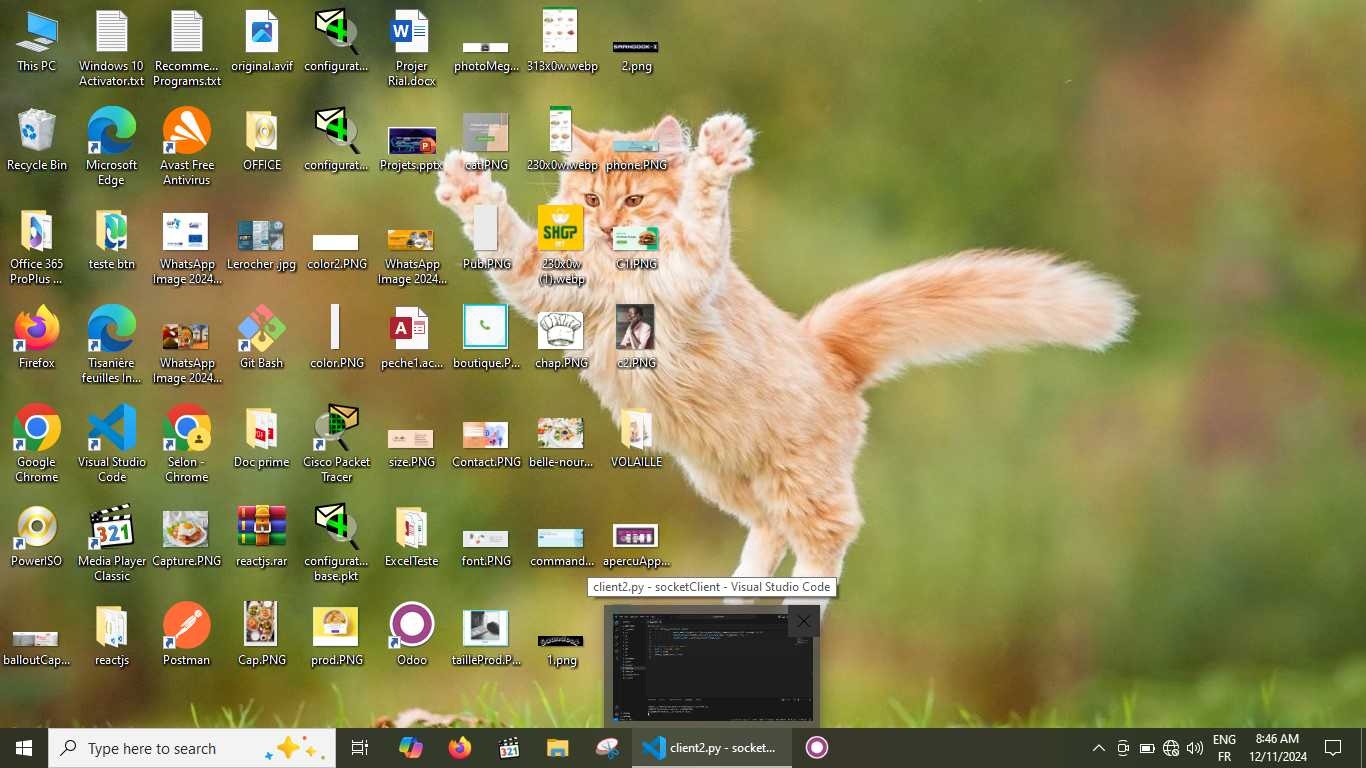 This PC
Windows 10
Activator.txt
Recomme...
Programs.txt
original.avif
configurat...
Projer
Rial.docx
photoMeg...
313x0w.webp
2.png
Recycle Bin
Microsoft
Edge
Avast Free
Antivirus
OFFICE
configurat...
Projets.pptx
cat.PNG
230x0w.webp
phone.PNG
Office 365
ProPlus ...
teste btn
WhatsApp
Image 2024...
Lerocher .jpg
color2.PNG
WhatsApp
Image 2024...
Pub.PNG
SHOP
230x0w
(1).webp
C1.PNG
Firefox
Tisanière
feuilles In...
WhatsApp
Image 2024...
Git Bash
color.PNG
peche1.ac...
boutique.P...
chap.PNG
c2.PNG
Google
Chrome
Visual Studio
Code
Selon -
Chrome
Doc prime
Cisco Packet
Tracer
size.PNG
Contact.PNG
belle-nour...
VOLAILLE
PowerISO
321
Media Player
Classic
Capture.PNG
reactjs.rar
configurat...
base.pkt
ExcelTeste
font.PNG
command...
apercuApp...
client2.py - socketClient - Visual Studio Code
balloutCap...
reactjs
Postman
Cap.PNG
prod.PNG
Odoo
tailléProd.P...
1.png
Type here to search
321
client2.py - socket...
ENG
FR
8:46 AM
12/11/2024